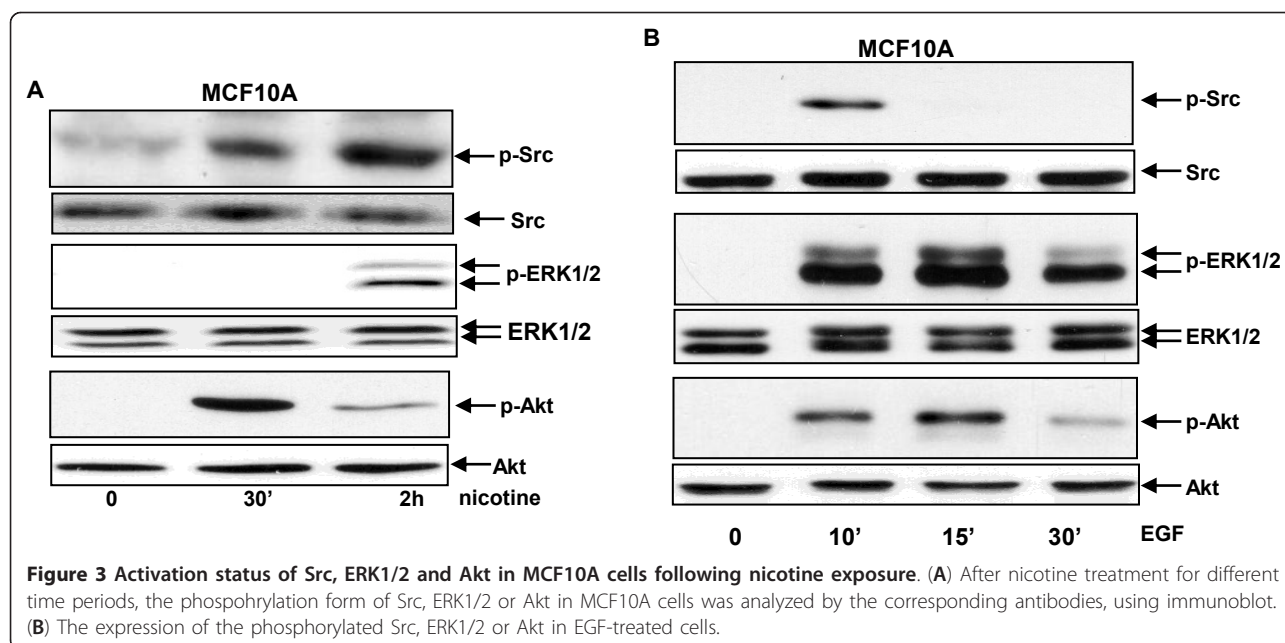 A
MCF10A
p-Src
Src
p-ERK1/2
ERK1/2
p-Akt
Akt
0 30’ 2h nicotine
B
MCF10A
p-Src
Src
p-ERK1/2
ERK1/2
p-Akt
Akt
0 10’ 15’ 30’ EGF
Figure 3 Activation status of Src, ERK1/2 and Akt in MCF10A cells following nicotine exposure. (A) After nicotine treatment for different
time periods, the phospohrylation form of Src, ERK1/2 or Akt in MCF10A cells was analyzed by the corresponding antibodies, using immunoblot.
(B) The expression of the phosphorylated Src, ERK1/2 or Akt in EGF-treated cells.